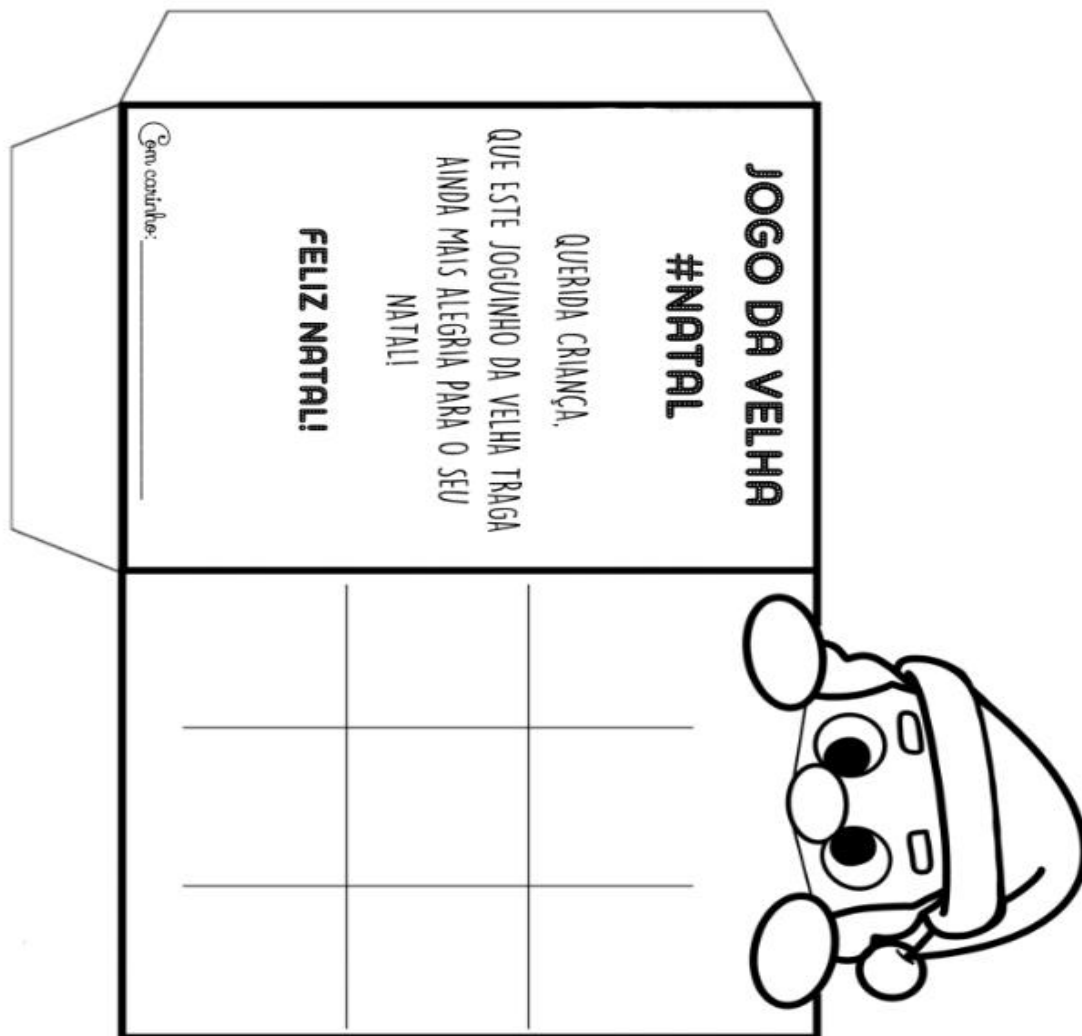 JOGO DA VELHA
#NATAL
QUERIDA CRIANÇA,
QUE ESTE JOGUINHO DA VELHA TRAGA
AINDA MAIS ALEGRIA PARA O SEU
NATAL!
FELIZ NATAL!
Com carinho: